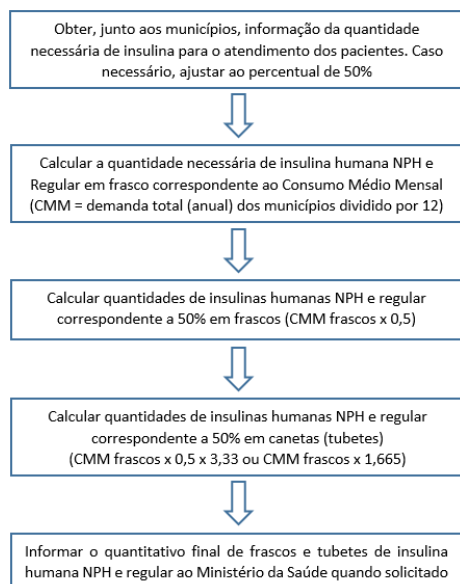 Obter, junto aos municípios, informação da quantidade
necessária de insulina para o atendimento dos pacientes. Caso
necessário, ajustar ao percentual de 50%
Calcular a quantidade necessária de insulina humana NPH e
Regular em frasco correspondente ao Consumo Médio Mensal
(CMM = demanda total (anual) dos municípios dividido por 12)
Calcular quantidades de insulinas humanas NPH e regular
correspondente a 50% em frascos (CMM frascos x 0,5)
Calcular quantidades de insulinas humanas NPH e regular
correspondente a 50% em canetas (tubetes)
(CMM frascos x 0,5 x 3,33 ou CMM frascos x 1,665)
Informar o quantitativo final de frascos e tubetes de insulina
humana NPH e regular ao Ministério da Saúde quando solicitado